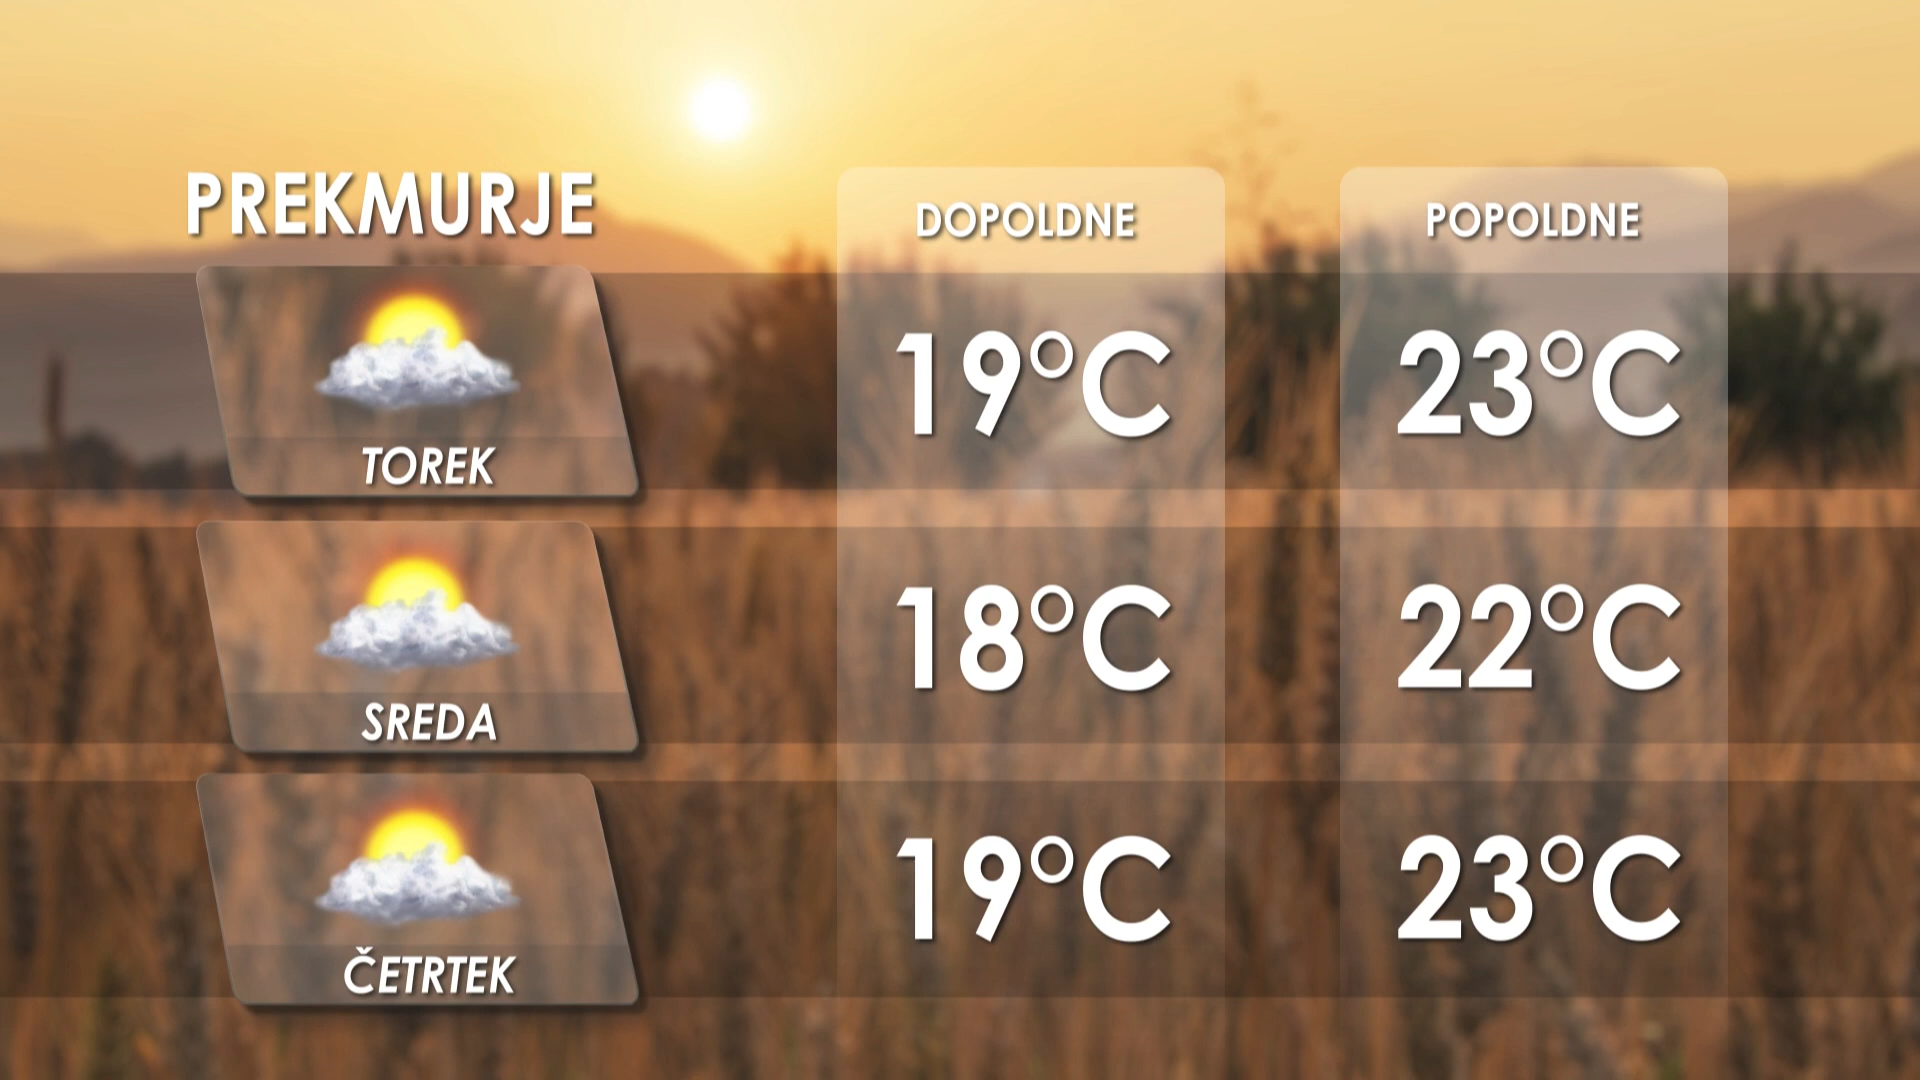 PREKMURJE
DOPOLDNE
POPOLDNE
TOREK
19°C
23°C
SREDA
18°C
22°C
ČETRTEK
19°C
23°C